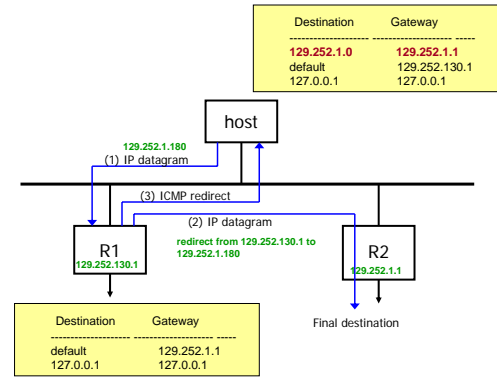 Destination Gateway
------------------- ------------------- -----
129.252.1.0 129.252.1.1
default 129.252.130.1
127.0.0.1 127.0.0.1
host
129.252.1.180
(1) IP datagram
(3) ICMP redirect
(2) IP datagram
R1
129.252.130.1
redirect from 129.252.130.1 to
129.252.1.180
R2
129.252.1.1
Final destination
Destination Gateway
------------------- ------------------- -----
default 129.252.1.1
127.0.0.1 127.0.0.1